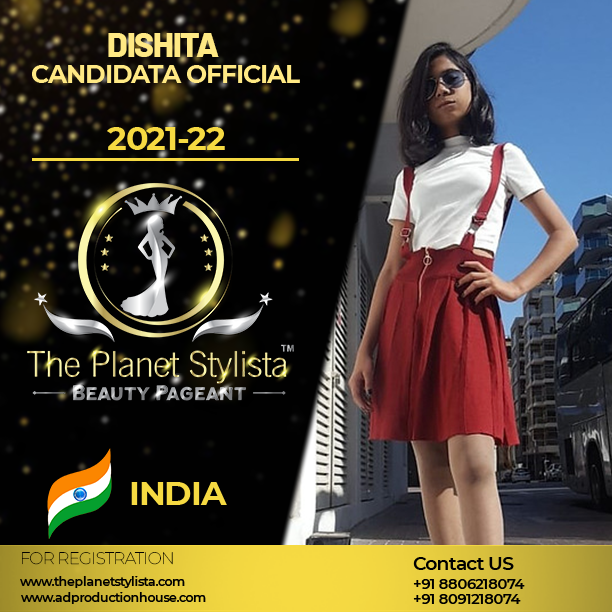 DISHITA
CANDIDATA OFFICIAL
2021-22
The Planet Stylista™
BEAUTY PAGEANT
INDIA
FOR REGISTRATION
www.theplanetstylista.com
www.adproductionhouse.com
Contact US
+91 8806218074
+91 8091218074